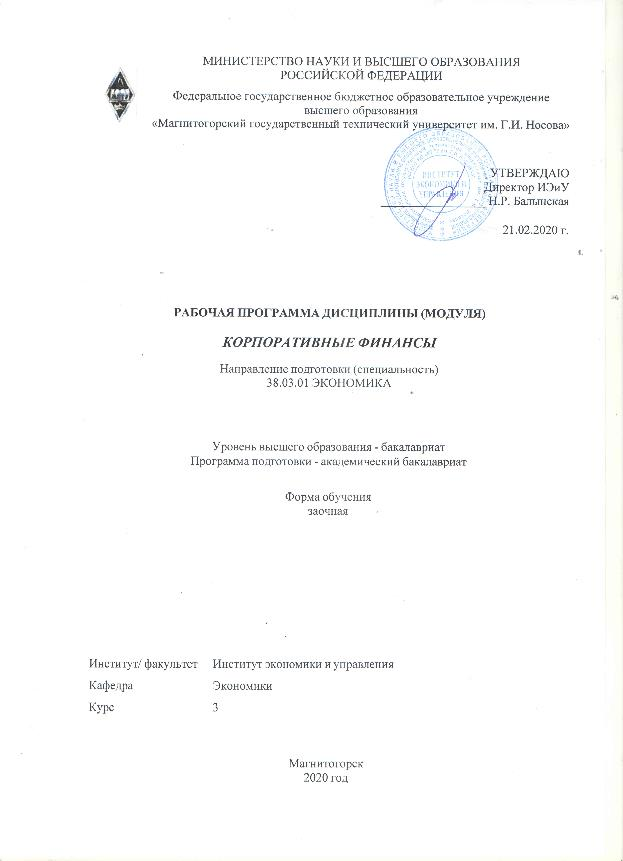 МИНИСТЕРСТВО НАУКИ И ВЫСШЕГО ОБРАЗОВАНИЯ
РОССИЙСКОЙ ФЕДЕРАЦИИ
Федеральное государственное бюджетное образовательное учреждение
высшего образования
«Магнитогорский государственный технический университет им. Г.И. Носова»
ИНСТИТУТ
ЭКОНОМИКИ И
УПРАВЛЕНИЯ
УТВЕРЖДАЮ
Директор ИЭиУ
Н.Р. Балынская
21.02.2020 г.
РАБОЧАЯ ПРОГРАММА ДИСЦИПЛИНЫ (МОДУЛЯ)
КОРПОРАТИВНЫЕ ФИНАНСЫ
Направление подготовки (специальность)
38.03.01 ЭКОНОМИКА
Уровень высшего образования - бакалавриат
Программа подготовки - академический бакалавриат
Форма обучения
заочная
Институт/ факультет Институт экономики и управления
Кафедра Экономики
Курс 3
Магнитогорск
2020 год